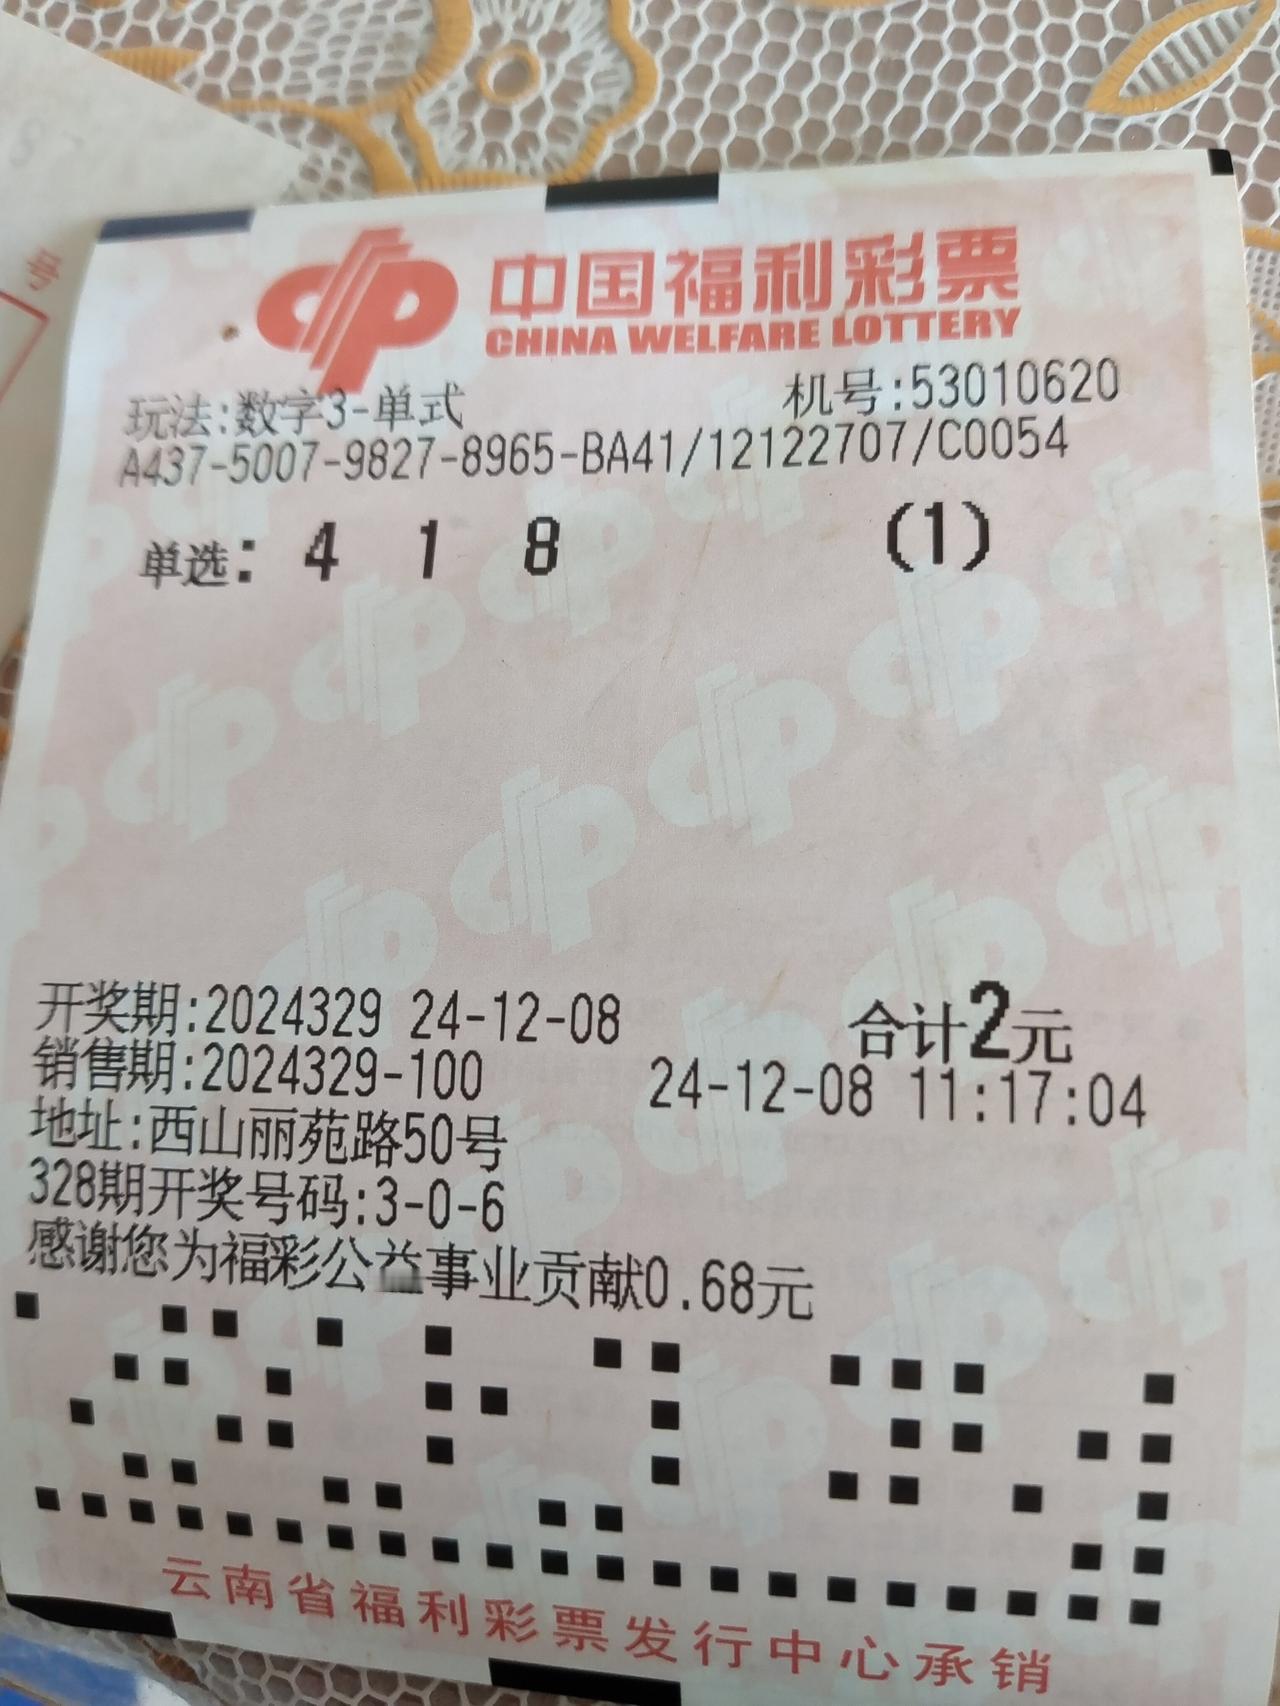 87
号
中国福利彩票
CHINA WELFARE LOTTERY
玩法:数字3-单式 机号:53010620
A437-5007-9827-8965-BA41/12122707/C0054
单选: 4 1 8 (1)
开奖期:2024329 24-12-08 合计2元
销售期:2024329-100 24-12-08 11:17:04
地址:西山丽苑路50号
328期开奖号码:3-0-6
感谢您为福彩公益事业贡献0.68元
云南省福利彩票发行中心承销